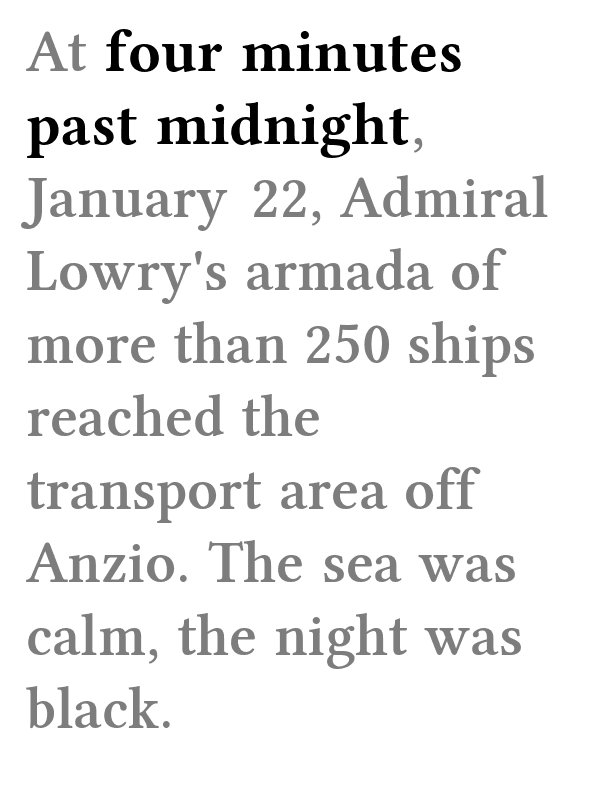 At four minutes
past midnight,
January 22, Admiral
Lowry's armada of
more than 250 ships
reached the
transport area off
Anzio. The sea was
calm, the night was
black.